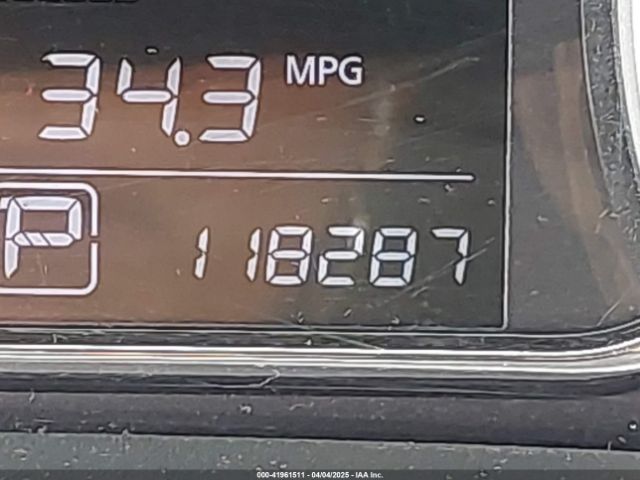 34.3 MPG
P 118287
000-41961511 - 04/04/2025 - IAA Inc.